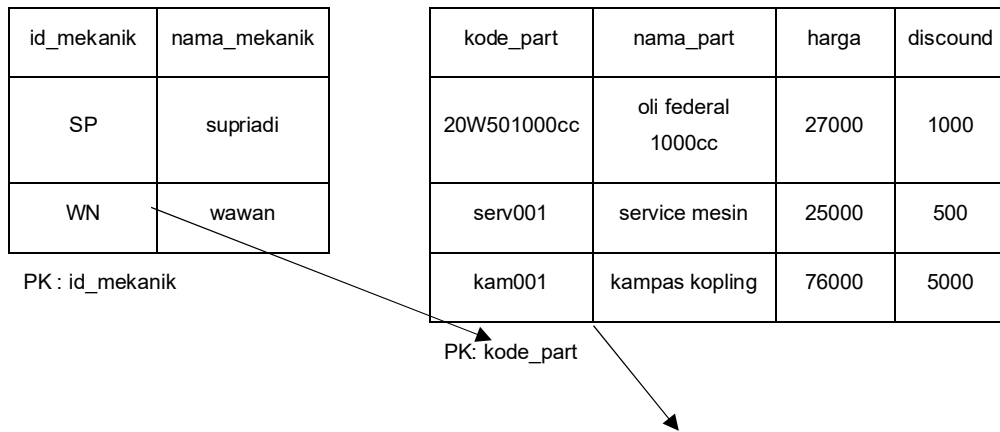 id_mekanik nama_mekanik
SP supriadi
WN wawan
PK : id_mekanik
kode_part nama_part harga discound
20W501000cc oli federal 1000cc 27000 1000
serv001 service mesin 25000 500
kam001 kampas kopling 76000 5000
PK: kode_part